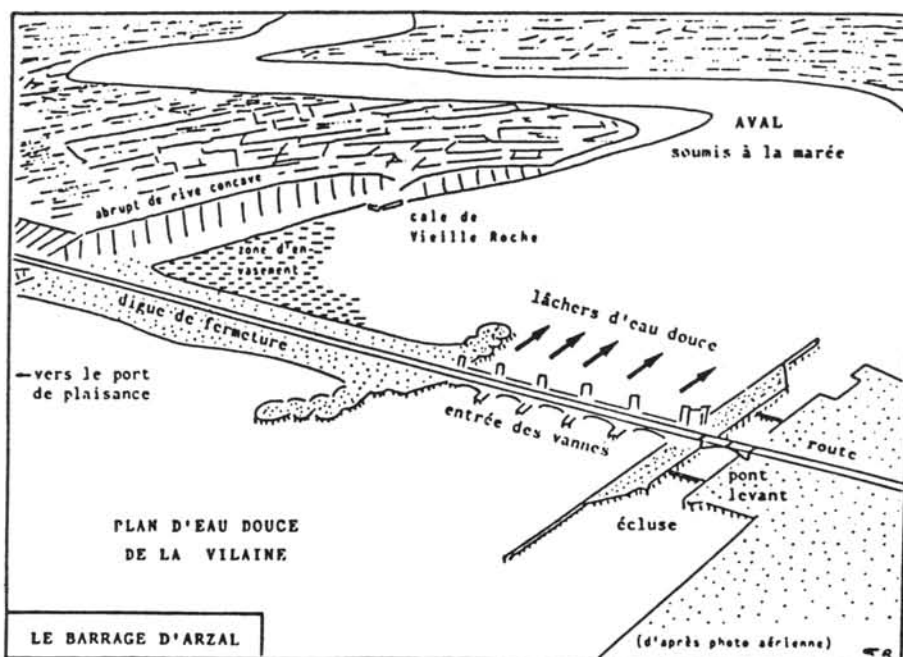 AVAL
soumis à la marée
abrupt de rive concave
cale de
Vieille Roche
zone d'en-
vasement
lâchers d'eau douce
digue de fermeture
← vers le port
de plaisance
entrée des vannes
route
pont
levant
écluse
PLAN D'EAU DOUCE
DE LA VILAINE
LE BARRAGE D'ARZAL
(d'après photo aérienne)